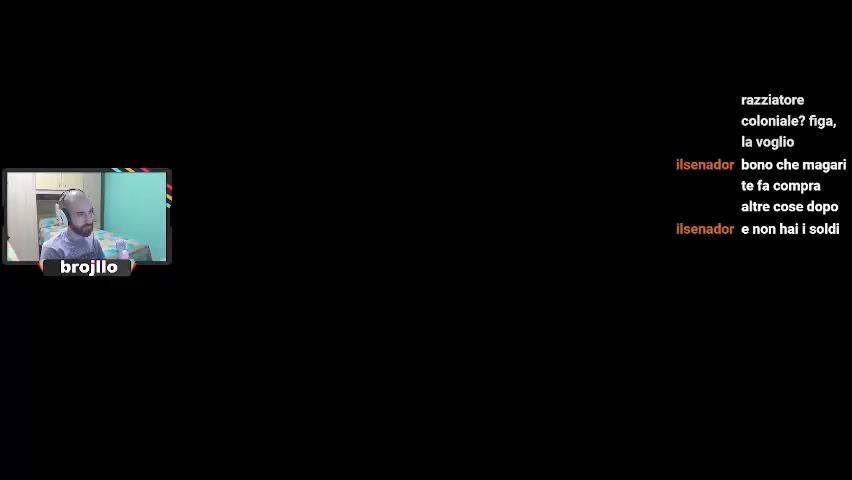 razziatore
coloniale? figa,
la voglio
ilsenador bono che magari
te fa compra
altre cose dopo
ilsenador e non hai i soldi
brojllo